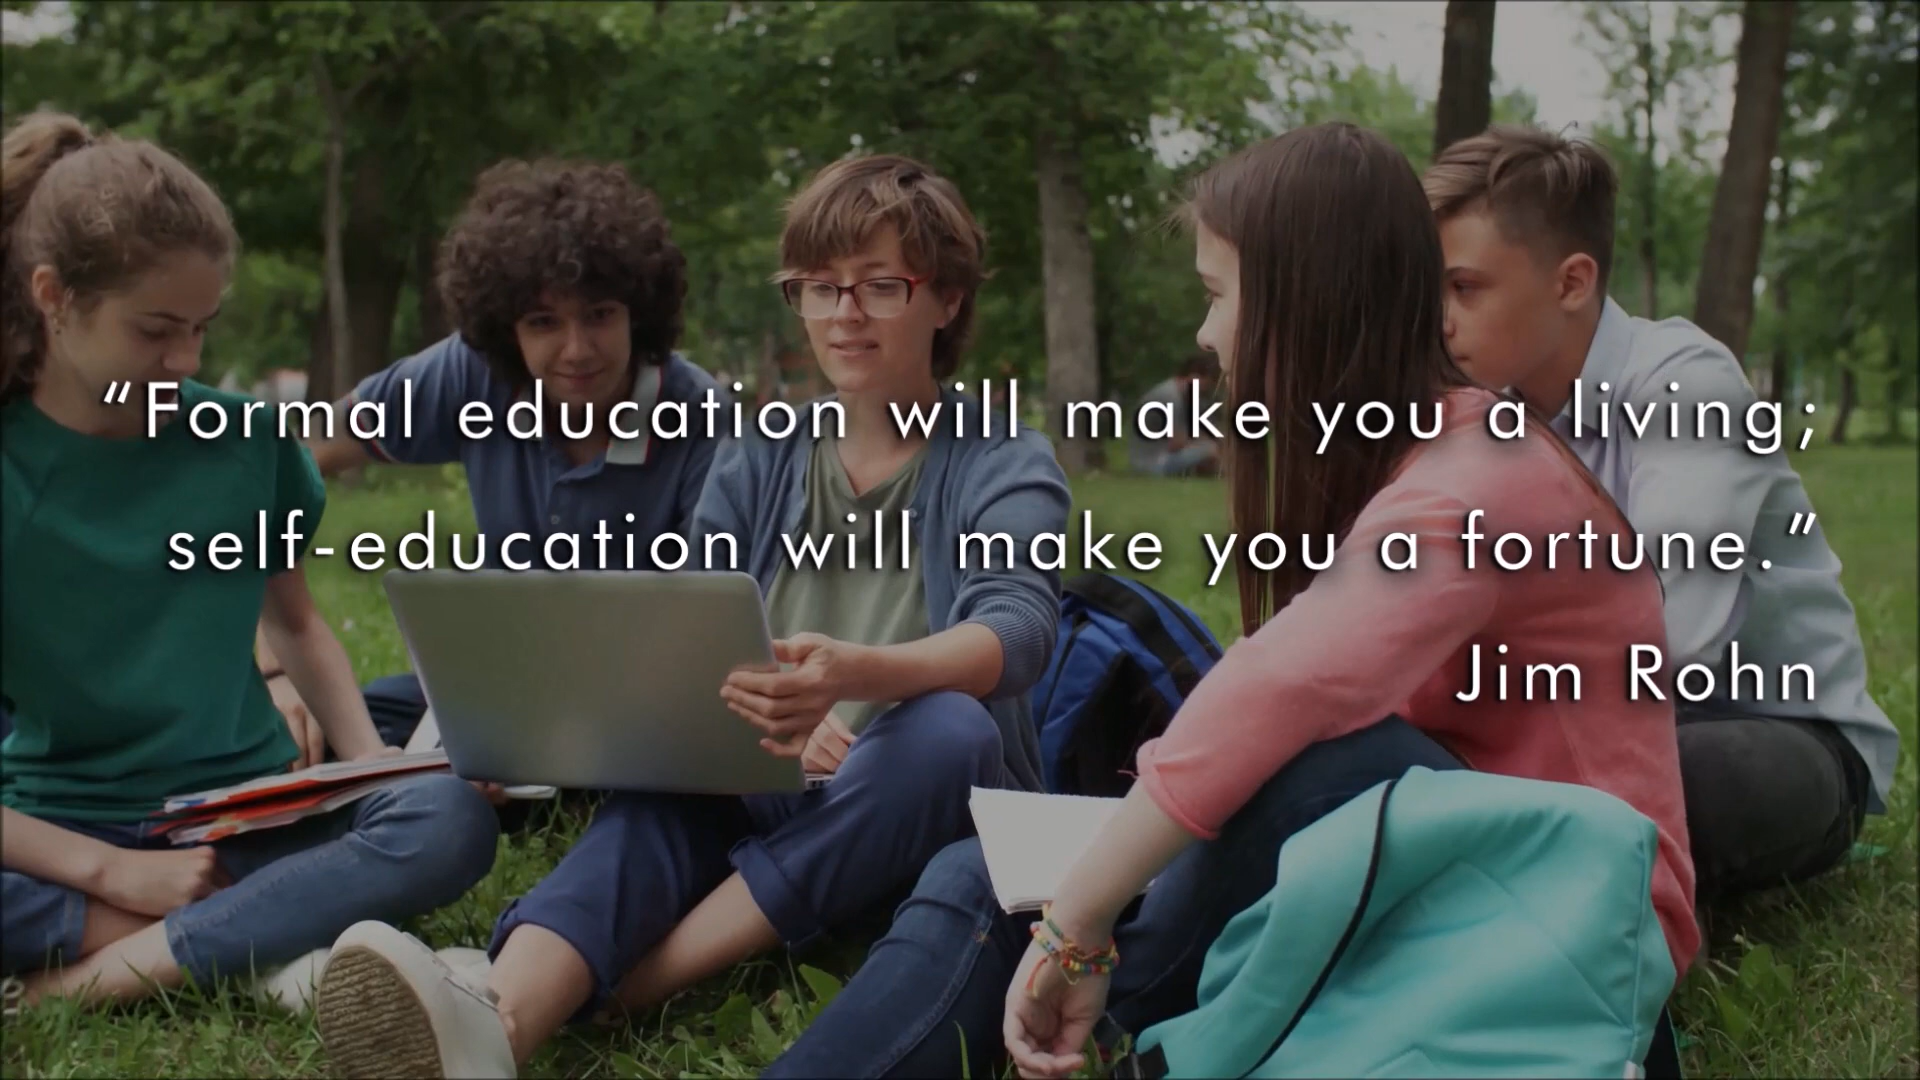 “Formal education will make you a living;
self-education will make you a fortune.”
Jim Rohn